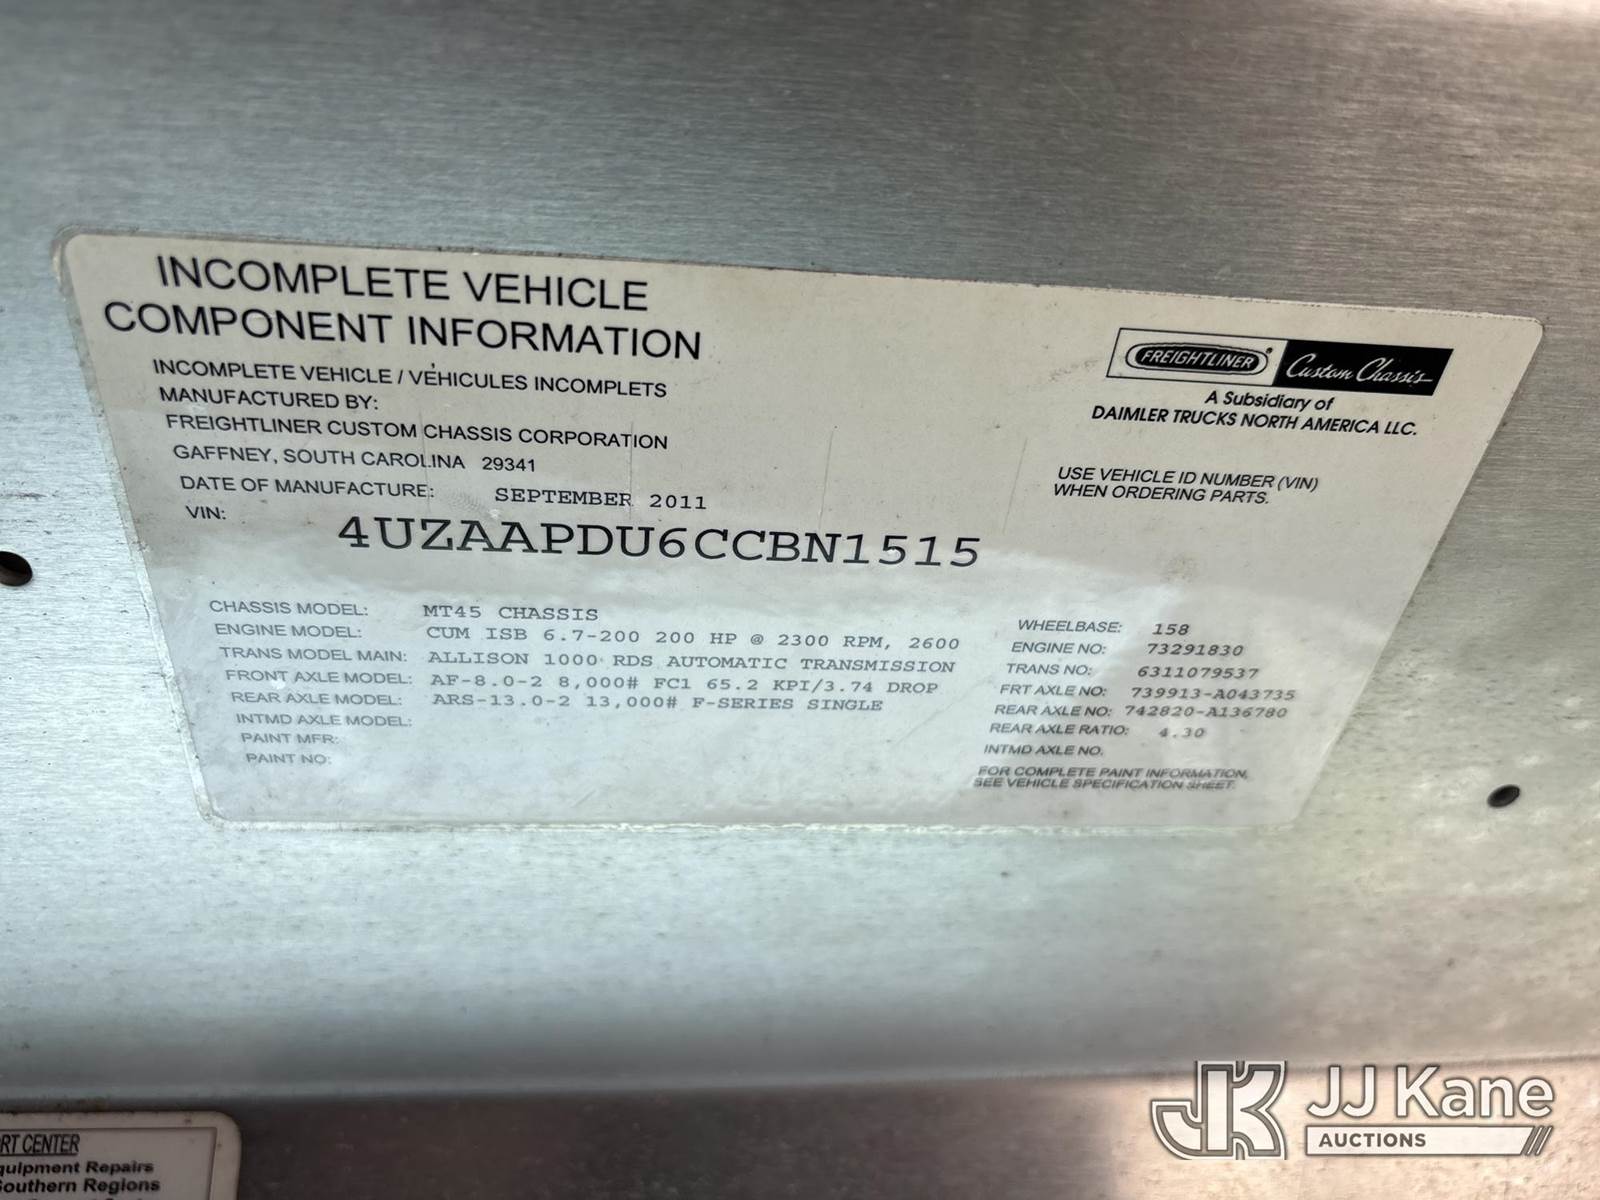 INCOMPLETE VEHICLE
COMPONENT INFORMATION
INCOMPLETE VEHICLE / VÉHICULES INCOMPLETS
MANUFACTURED BY:
FREIGHTLINER CUSTOM CHASSIS CORPORATION
GAFFNEY, SOUTH CAROLINA 29341
DATE OF MANUFACTURE: SEPTEMBER 2011
VIN: 4UZAAPDU6CCBN1515
FREIGHTLINER Custom Chassis
A Subsidiary of
DAIMLER TRUCKS NORTH AMERICA LLC.
USE VEHICLE ID NUMBER (VIN)
WHEN ORDERING PARTS.
CHASSIS MODEL: MT45 CHASSIS
ENGINE MODEL: CUM ISB 6.7-200 200 HP @ 2300 RPM, 2600
TRANS MODEL MAIN: ALLISON 1000 RDS AUTOMATIC TRANSMISSION
FRONT AXLE MODEL: AF-8.0-2 8,000# FC1 65.2 KPI/3.74 DROP
REAR AXLE MODEL: ARS-13.0-2 13,000# F-SERIES SINGLE
INTMD AXLE MODEL:
PAINT MFR:
PAINT NO:
WHEELBASE: 158
ENGINE NO: 73291830
TRANS NO: 6311079537
FRT AXLE NO: 739913-A043735
REAR AXLE NO: 742820-A136780
REAR AXLE RATIO: 4.30
INTMD AXLE NO.
FOR COMPLETE PAINT INFORMATION,
SEE VEHICLE SPECIFICATION SHEET.
RT CENTER
quipment Repairs
outhern Regions
JK JJ Kane
AUCTIONS